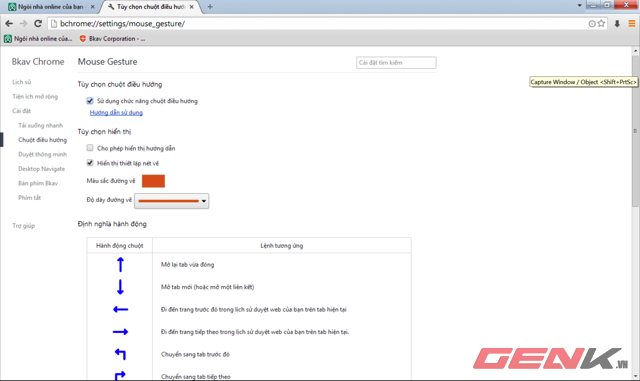 Ngôi nhà online của bạn
Tùy chọn chuột điều hướn
bchrome://settings/mouse_gesture/
Ngôi nhà online của...
Bkav Corporation - ...
Capture Window / Object <Shift+PrtSc>
Bkav Chrome
Mouse Gesture
Cài đặt tìm kiếm
Lịch sử
Tiện ích mở rộng
Cài đặt
Tải xuống nhanh
Chuột điều hướng
Duyệt thông minh
Desktop Navigate
Bàn phím Bkav
Phím tắt
Trợ giúp
Tùy chọn chuột điều hướng
Sử dụng chức năng chuột điều hướng
Hướng dẫn sử dụng
Tùy chọn hiển thị
Cho phép hiển thị hướng dẫn
Hiển thị thiết lập nét vẽ
Màu sắc đường vẽ
Độ dày đường vẽ
Định nghĩa hành động
Hành động chuột
Lệnh tương ứng
Mở lại tab vừa đóng
Mở tab mới (hoặc mở một liên kết)
Đi đến trang trước đó trong lịch sử duyệt web của bạn trên tab hiện tại
Đi đến trang tiếp theo trong lịch sử duyệt web của bạn trên tab hiện tại.
Chuyển sang tab trước đó
Chuyển sang tab tiếp theo
GENK.VN